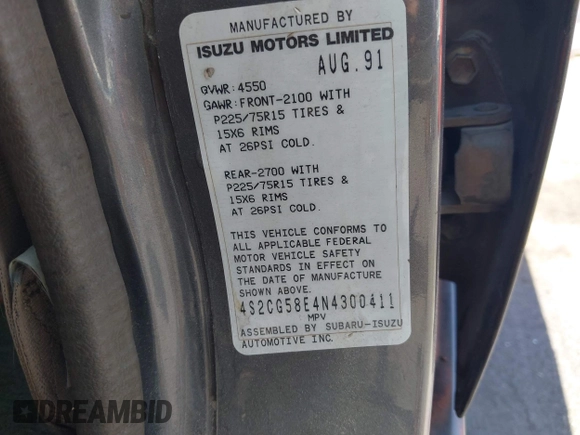 MANUFACTURED BY
ISUZU MOTORS LIMITED
AUG.91
GVWR:4550
GAWR:FRONT-2100 WITH
P225/75R15 TIRES &
15X6 RIMS
AT 26PSI COLD.
REAR-2700 WITH
P225/75R15 TIRES &
15X6 RIMS
AT 26PSI COLD.
THIS VEHICLE CONFORMS TO
ALL APPLICABLE FEDERAL
MOTOR VEHICLE SAFETY
STANDARDS IN EFFECT ON
THE DATE OF MANUFACTURE
SHOWN ABOVE.
4S2CG58E4N4300411
MPV
ASSEMBLED BY SUBARU-ISUZU
AUTOMOTIVE INC.
DREAMBID